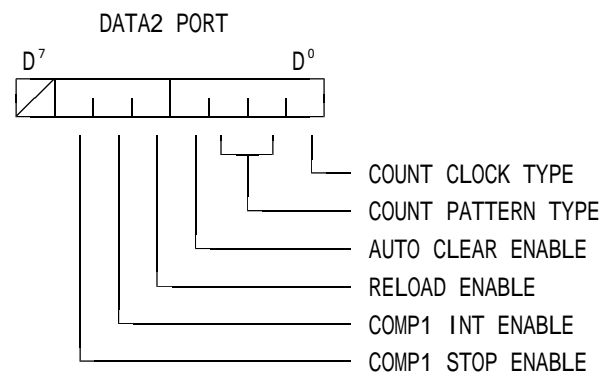 DATA2 PORT
D⁷ D⁰
COUNT CLOCK TYPE
COUNT PATTERN TYPE
AUTO CLEAR ENABLE
RELOAD ENABLE
COMP1 INT ENABLE
COMP1 STOP ENABLE